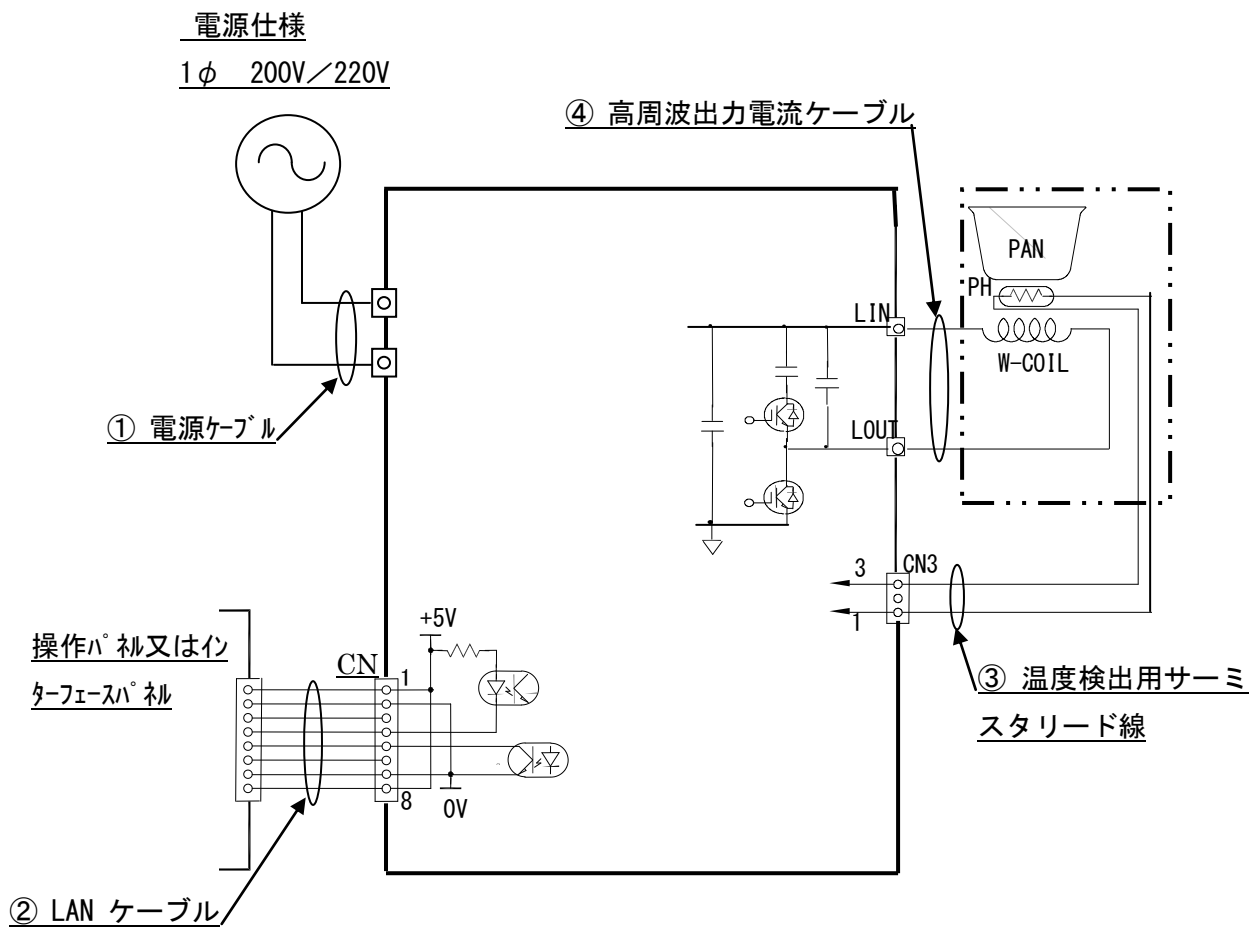 電源仕様
1φ 200V／220V
④ 高周波出力電流ケーブル
PAN
PH
LIN
W-COIL
① 電源ｹｰﾌﾞﾙ
LOUT
3
CN3
1
+5V
操作ﾊﾟﾈﾙ又はｲﾝ
ﾀｰﾌｪｰｽﾊﾟﾈﾙ
CN
1
③ 温度検出用サーミ
スタリード線
8
0V
② LAN ケーブル